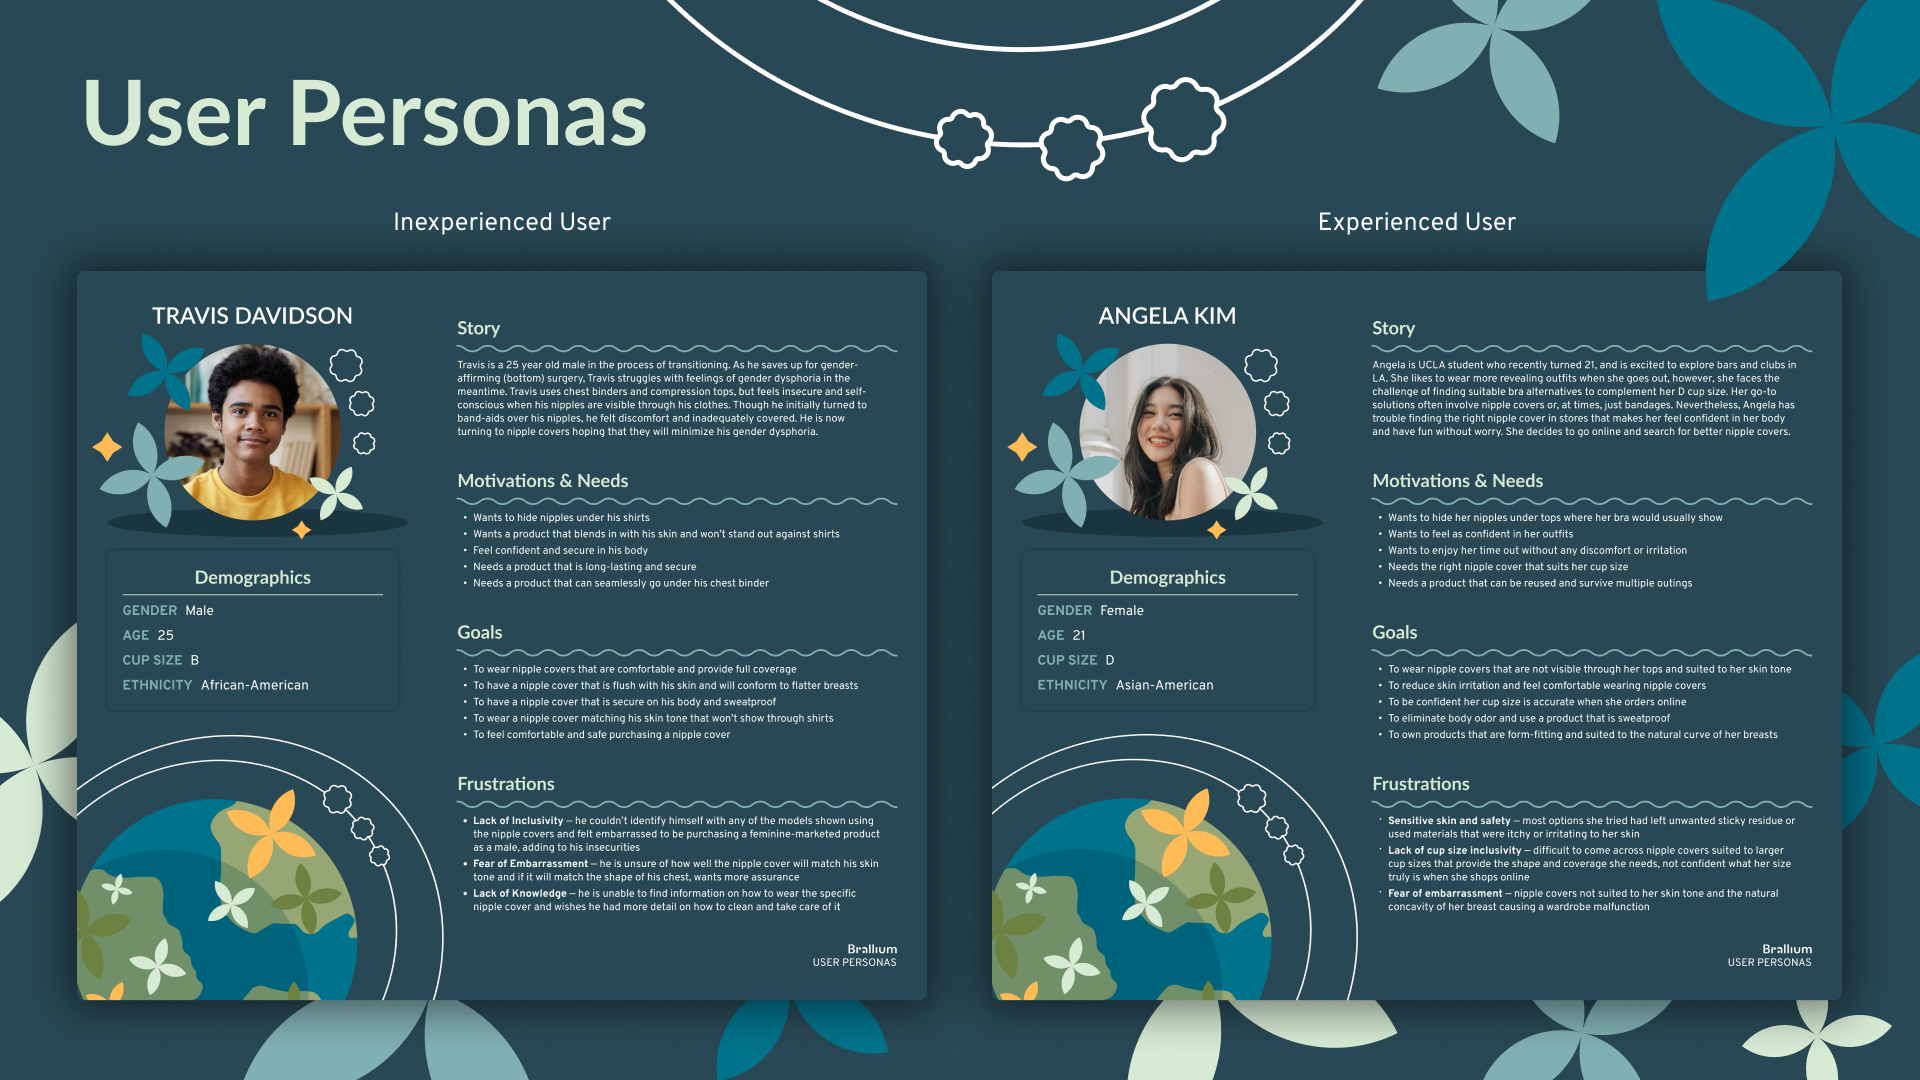 User Personas
Inexperienced User
TRAVIS DAVIDSON
Demographics
GENDER Male
AGE 25
CUP SIZE B
ETHNICITY African-American
Story
Travis is a 25 year old male in the process of transitioning. As he saves up for gender-
affirming (bottom) surgery, Travis struggles with feelings of gender dysphoria in the
meantime. Travis uses chest binders and compression tops, but feels insecure and self-
conscious when his nipples are visible through his clothes. Though he initially turned to
band-aids over his nipples, he felt discomfort and inadequately covered. He is now
turning to nipple covers hoping that they will minimize his gender dysphoria.
Motivations & Needs
• Wants to hide nipples under his shirts
• Wants a product that blends in with his skin and won't stand out against shirts
• Feel confident and secure in his body
• Needs a product that is long-lasting and secure
• Needs a product that can seamlessly go under his chest binder
Goals
• To wear nipple covers that are comfortable and provide full coverage
• To have a nipple cover that is flush with his skin and will conform to flatter breasts
• To have a nipple cover that is secure on his body and sweatproof
• To wear a nipple cover matching his skin tone that won't show through shirts
• To feel comfortable and safe purchasing a nipple cover
Frustrations
• Lack of Inclusivity – he couldn't identify himself with any of the models shown using
the nipple covers and felt embarrassed to be purchasing a feminine-marketed product
as a male, adding to his insecurities
• Fear of Embarrassment – he is unsure of how well the nipple cover will match his skin
tone and if it will match the shape of his chest, wants more assurance
• Lack of Knowledge – he is unable to find information on how to wear the specific
nipple cover and wishes he had more detail on how to clean and take care of it
Brallium
USER PERSONAS
Experienced User
ANGELA KIM
Demographics
GENDER Female
AGE 21
CUP SIZE D
ETHNICITY Asian-American
Story
Angela is UCLA student who recently turned 21, and is excited to explore bars and clubs in
LA. She likes to wear more revealing outfits when she goes out, however, she faces the
challenge of finding suitable bra alternatives to complement her D cup size. Her go-to
solutions often involve nipple covers or, at times, just bandages. Nevertheless, Angela has
trouble finding the right nipple cover in stores that makes her feel confident in her body
and have fun without worry. She decides to go online and search for better nipple covers.
Motivations & Needs
• Wants to hide her nipples under tops where her bra would usually show
• Wants to feel as confident in her outfits
• Wants to enjoy her time out without any discomfort or irritation
• Needs the right nipple cover that suits her cup size
• Needs a product that can be reused and survive multiple outings
Goals
• To wear nipple covers that are not visible through her tops and suited to her skin tone
• To reduce skin irritation and feel comfortable wearing nipple covers
• To be confident her cup size is accurate when she orders online
• To eliminate body odor and use a product that is sweatproof
• To own products that are form-fitting and suited to the natural curve of her breasts
Frustrations
• Sensitive skin and safety – most options she tried had left unwanted sticky residue or
used materials that were itchy or irritating to her skin
• Lack of cup size inclusivity – difficult to come across nipple covers suited to larger
cup sizes that provide the shape and coverage she needs, not confident what her size
truly is when she shops online
• Fear of embarrassment – nipple covers not suited to her skin tone and the natural
concavity of her breast causing a wardrobe malfunction
Brallium
USER PERSONAS